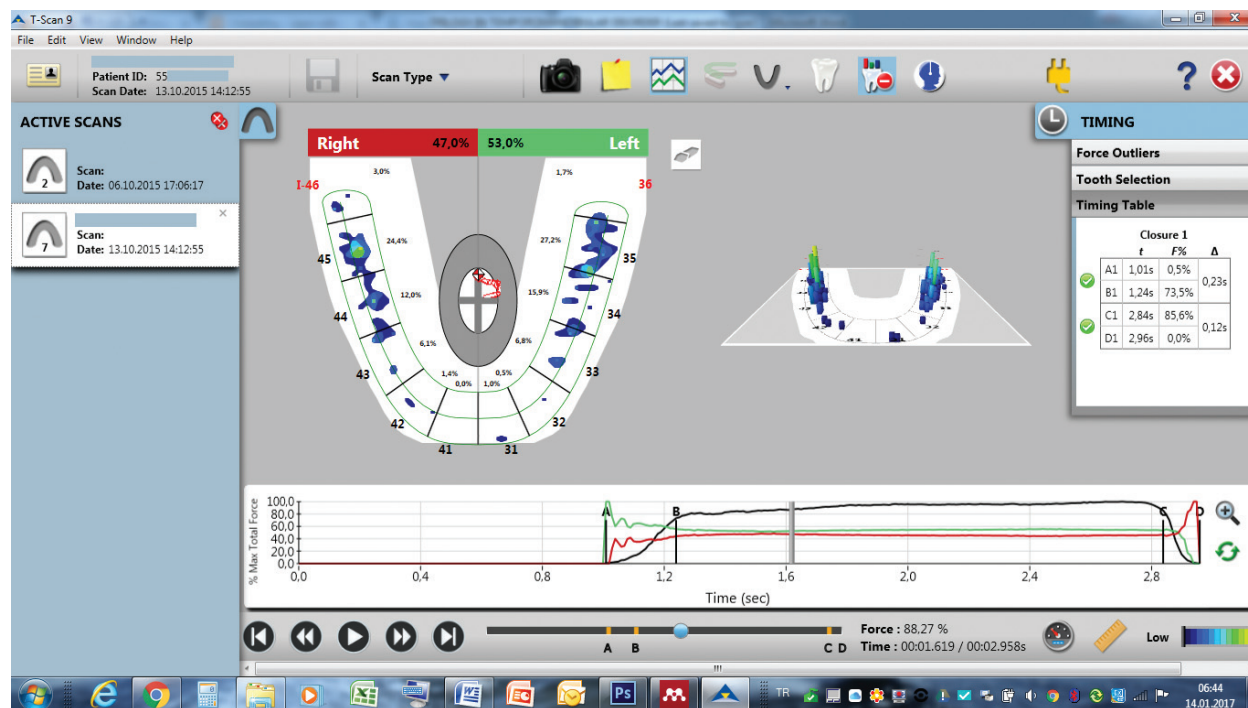 T-Scan 9
File Edit View Window Help
Patient ID: 55
Scan Date: 13.10.2015 14:12:55
Scan Type
ACTIVE SCANS
2
Scan:
Date: 06.10.2015 17:06:17
7
Scan:
Date: 13.10.2015 14:12:55
Right 47,0% 53,0% Left
3,0% 1,7%
I-46 36
24,4% 27,2%
45 35
12,0% 15,9%
44 34
6,1% 6,8%
43 33
1,4% 0,5%
0,0% 1,0%
42 32
41 31
TIMING
Force Outliers
Tooth Selection
Timing Table
Closure 1
t F% Δ
A1 1,01s 0,5%
0,23s
B1 1,24s 73,5%
C1 2,84s 85,6%
0,12s
D1 2,96s 0,0%
% Max Total Force
100,0
80,0
60,0
40,0
20,0
0,0
A B C D
0,0 0,4 0,8 1,2 1,6 2,0 2,4 2,8
Time (sec)
A B C D
Force : 88,27 %
Time : 00:01.619 / 00:02.958s
Low
TR
06:44
14.01.2017
Ps